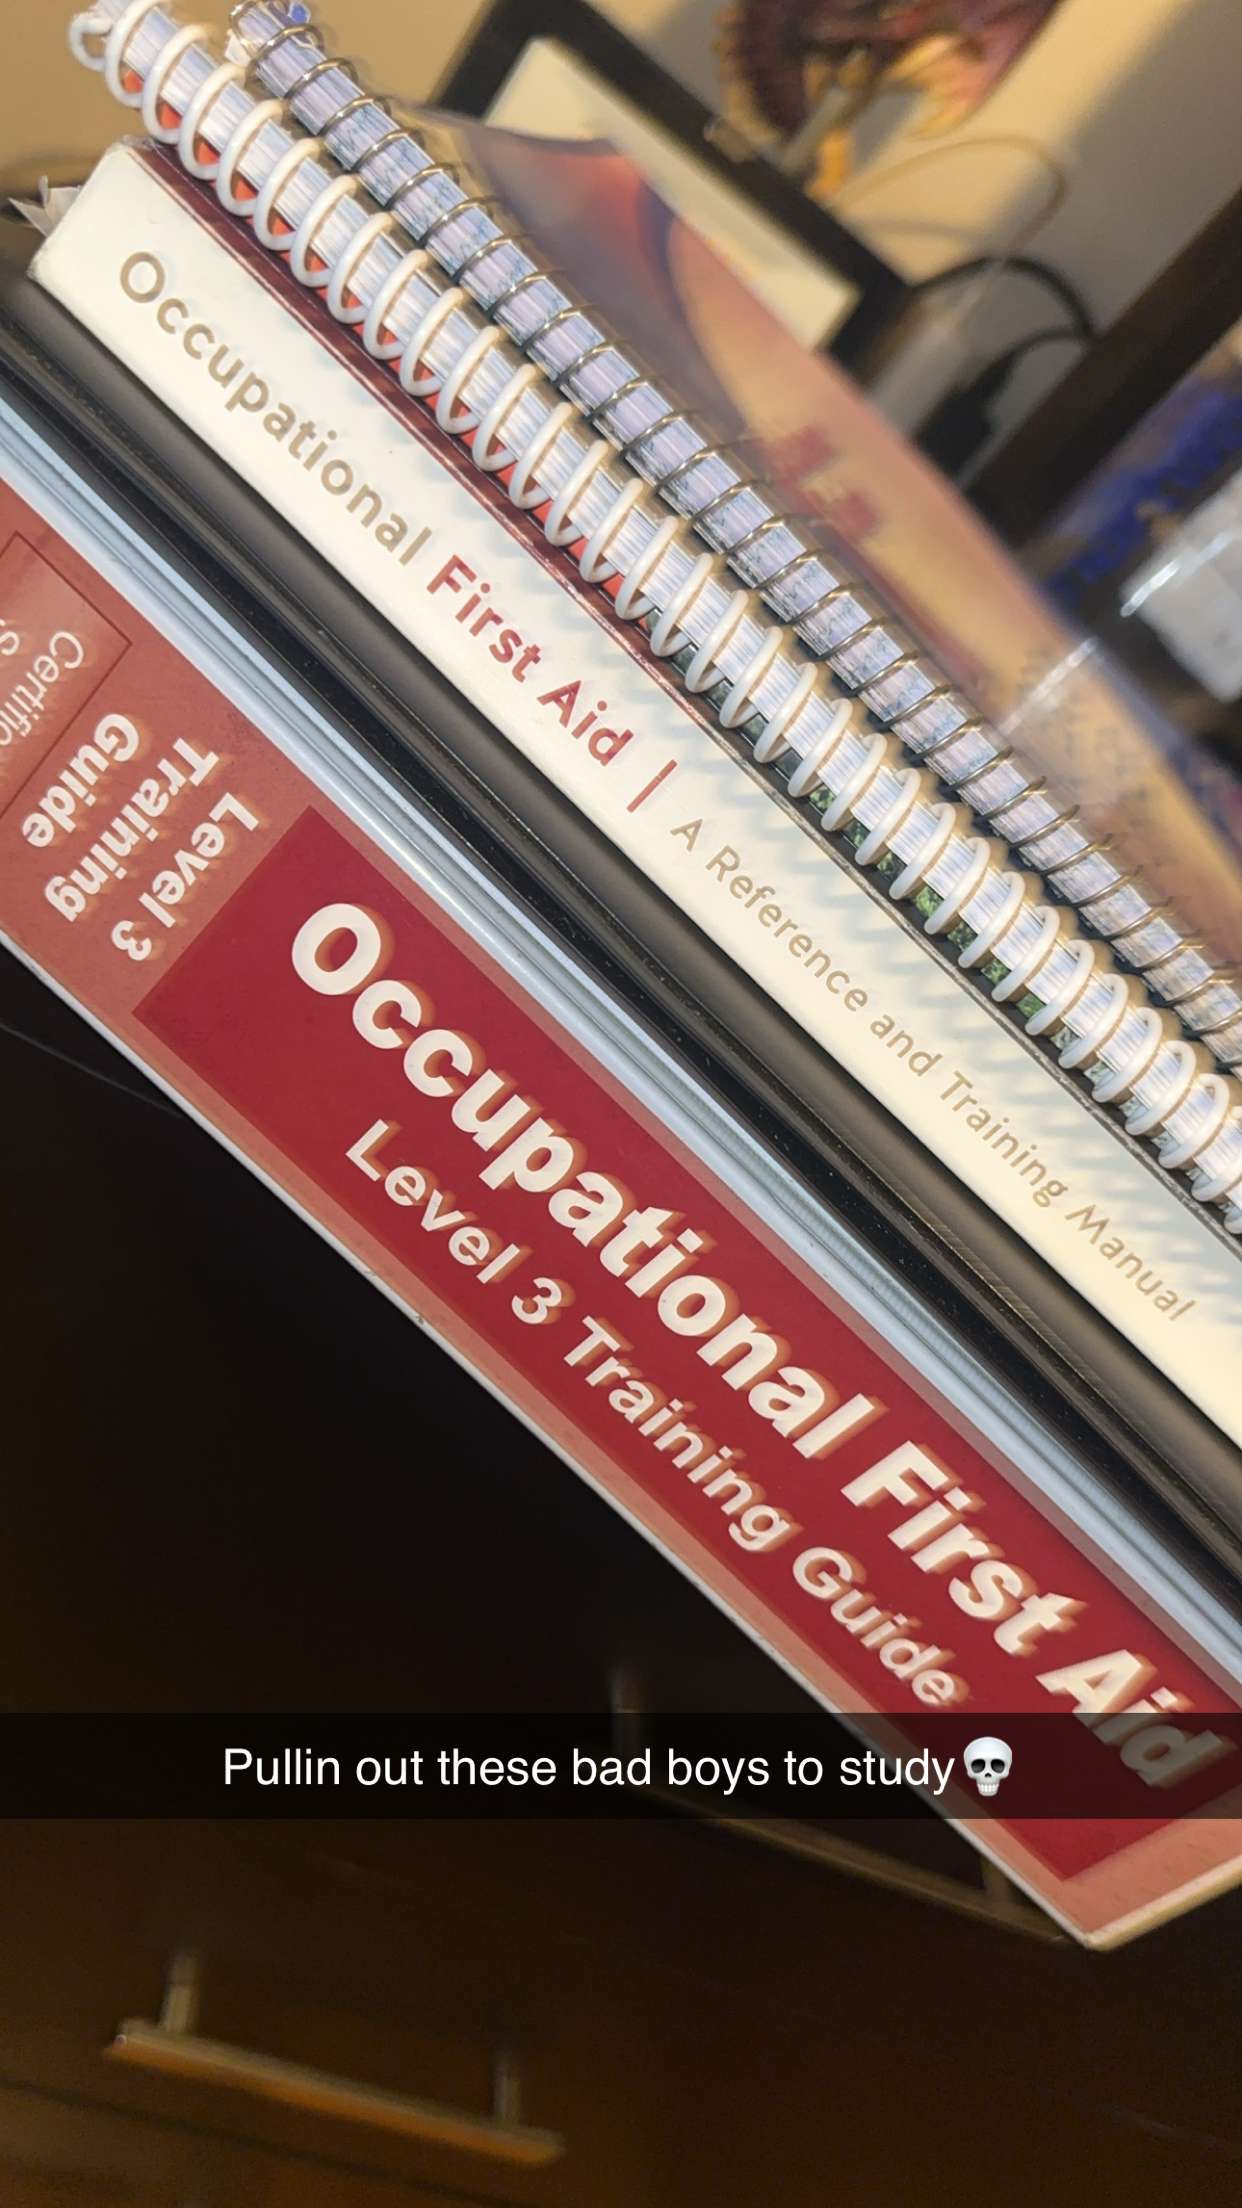 Occupational First Aid | A Reference and Training Manual
Level 3
Training
Guide
Occupational First Aid
Level 3 Training Guide
Pullin out these bad boys to study💀